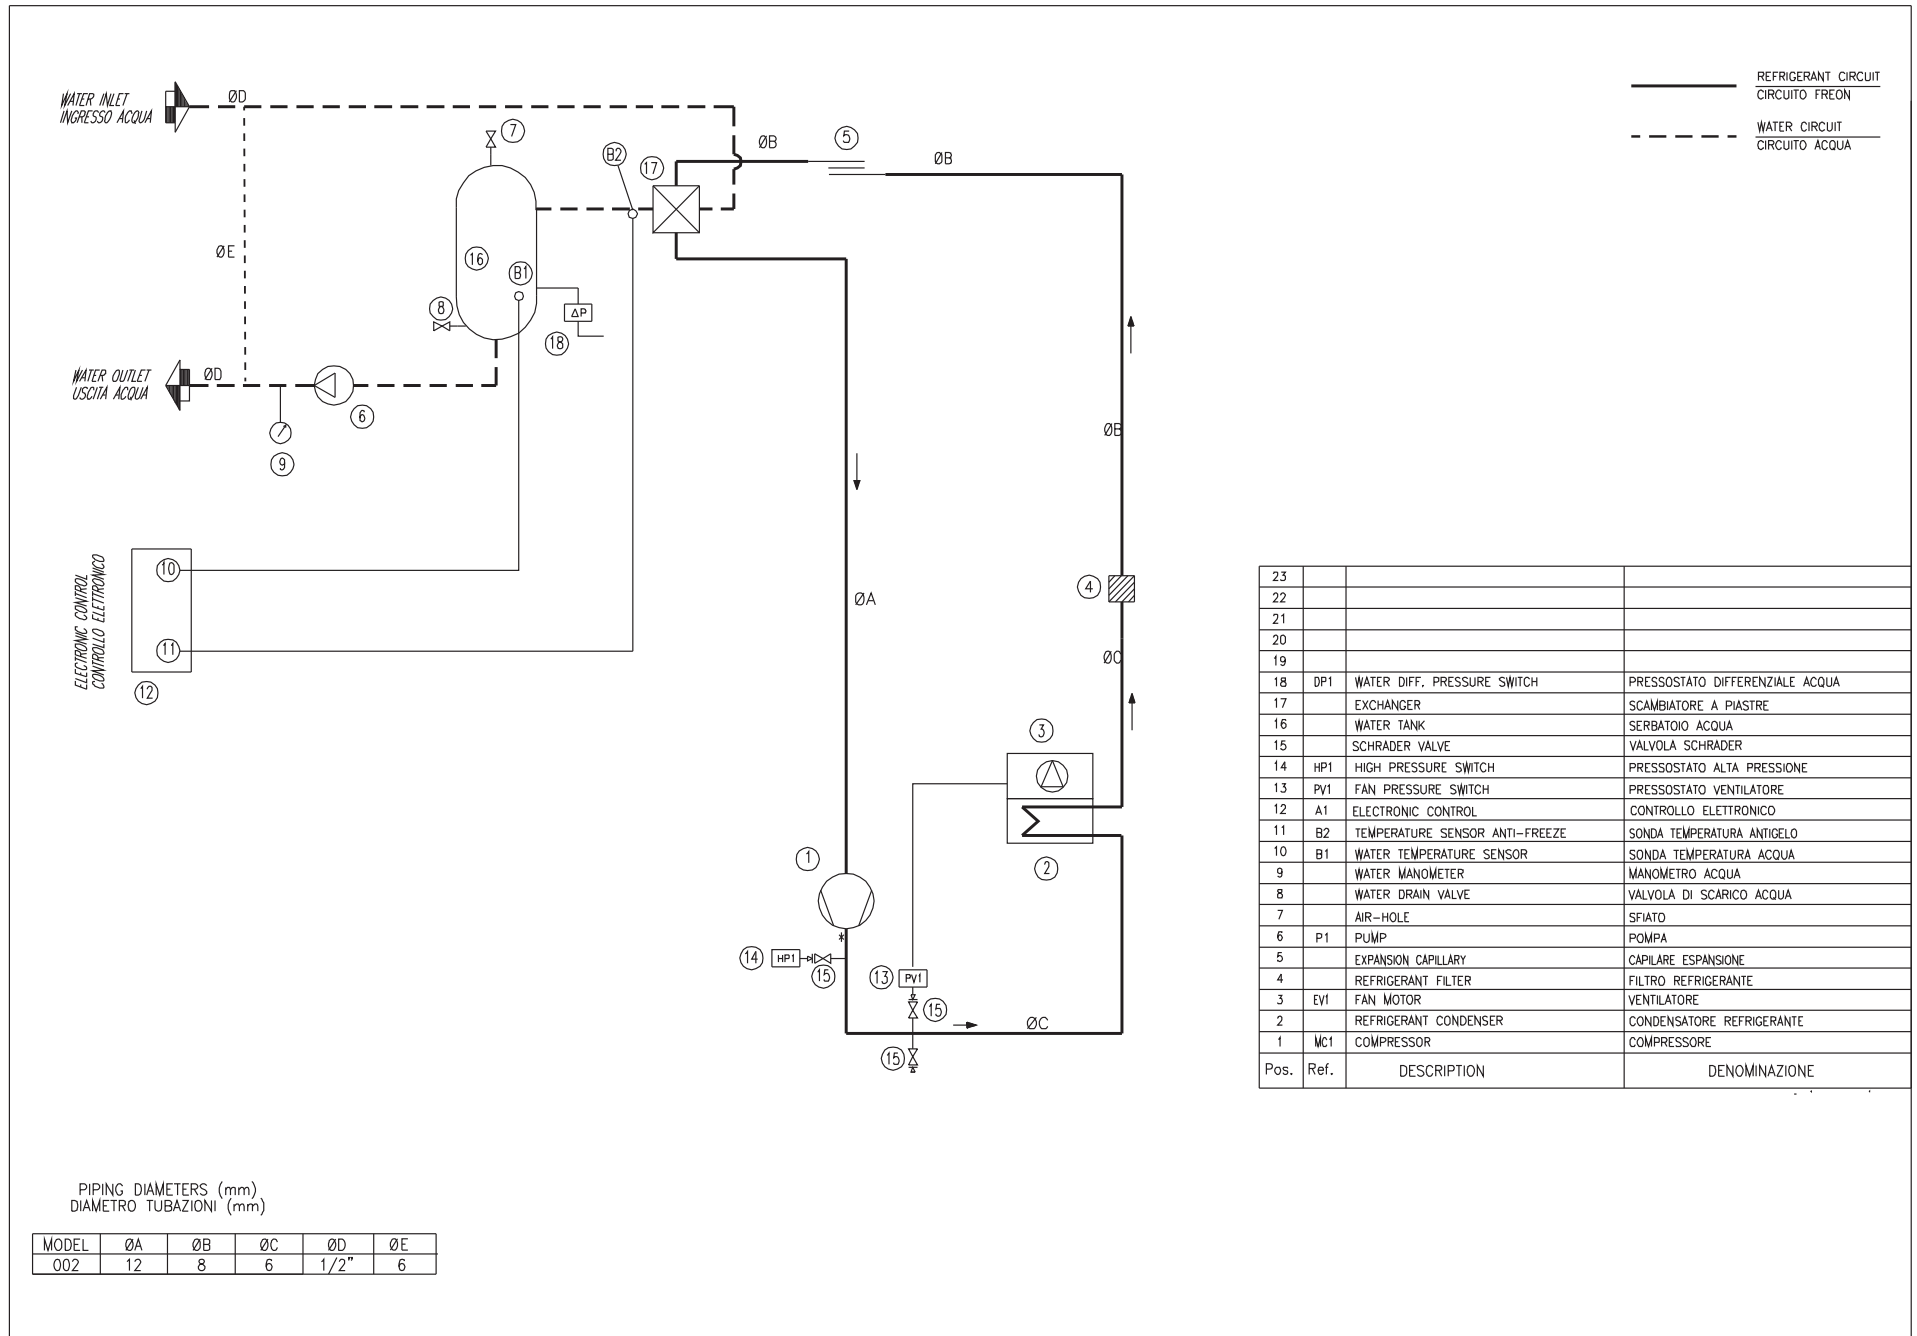 REFRIGERANT CIRCUIT
CIRCUITO FREON
WATER CIRCUIT
CIRCUITO ACQUA
WATER INLET
INGRESSO ACQUA
ØD
7
B2
17
ØB
5
ØB
ØE
16
B1
8
ΔP
18
WATER OUTLET
USCITA ACQUA
ØD
6
9
ØB
ELECTRONIC CONTROL
CONTROLLO ELETTRONICO
10
11
12
ØA
4
ØC
3
2
1
14
HP1
15
13
PV1
15
15
ØC
23
22
21
20
19
18 DP1 WATER DIFF. PRESSURE SWITCH PRESSOSTATO DIFFERENZIALE ACQUA
17 EXCHANGER SCAMBIATORE A PIASTRE
16 WATER TANK SERBATOIO ACQUA
15 SCHRADER VALVE VALVOLA SCHRADER
14 HP1 HIGH PRESSURE SWITCH PRESSOSTATO ALTA PRESSIONE
13 PV1 FAN PRESSURE SWITCH PRESSOSTATO VENTILATORE
12 A1 ELECTRONIC CONTROL CONTROLLO ELETTRONICO
11 B2 TEMPERATURE SENSOR ANTI-FREEZE SONDA TEMPERATURA ANTIGELO
10 B1 WATER TEMPERATURE SENSOR SONDA TEMPERATURA ACQUA
9 WATER MANOMETER MANOMETRO ACQUA
8 WATER DRAIN VALVE VALVOLA DI SCARICO ACQUA
7 AIR-HOLE SFIATO
6 P1 PUMP POMPA
5 EXPANSION CAPILLARY CAPILARE ESPANSIONE
4 REFRIGERANT FILTER FILTRO REFRIGERANTE
3 EV1 FAN MOTOR VENTILATORE
2 REFRIGERANT CONDENSER CONDENSATORE REFRIGERANTE
1 MC1 COMPRESSOR COMPRESSORE
Pos. Ref. DESCRIPTION DENOMINAZIONE
PIPING DIAMETERS (mm)
DIAMETRO TUBAZIONI (mm)
MODEL ØA ØB ØC ØD ØE
002 12 8 6 1/2" 6